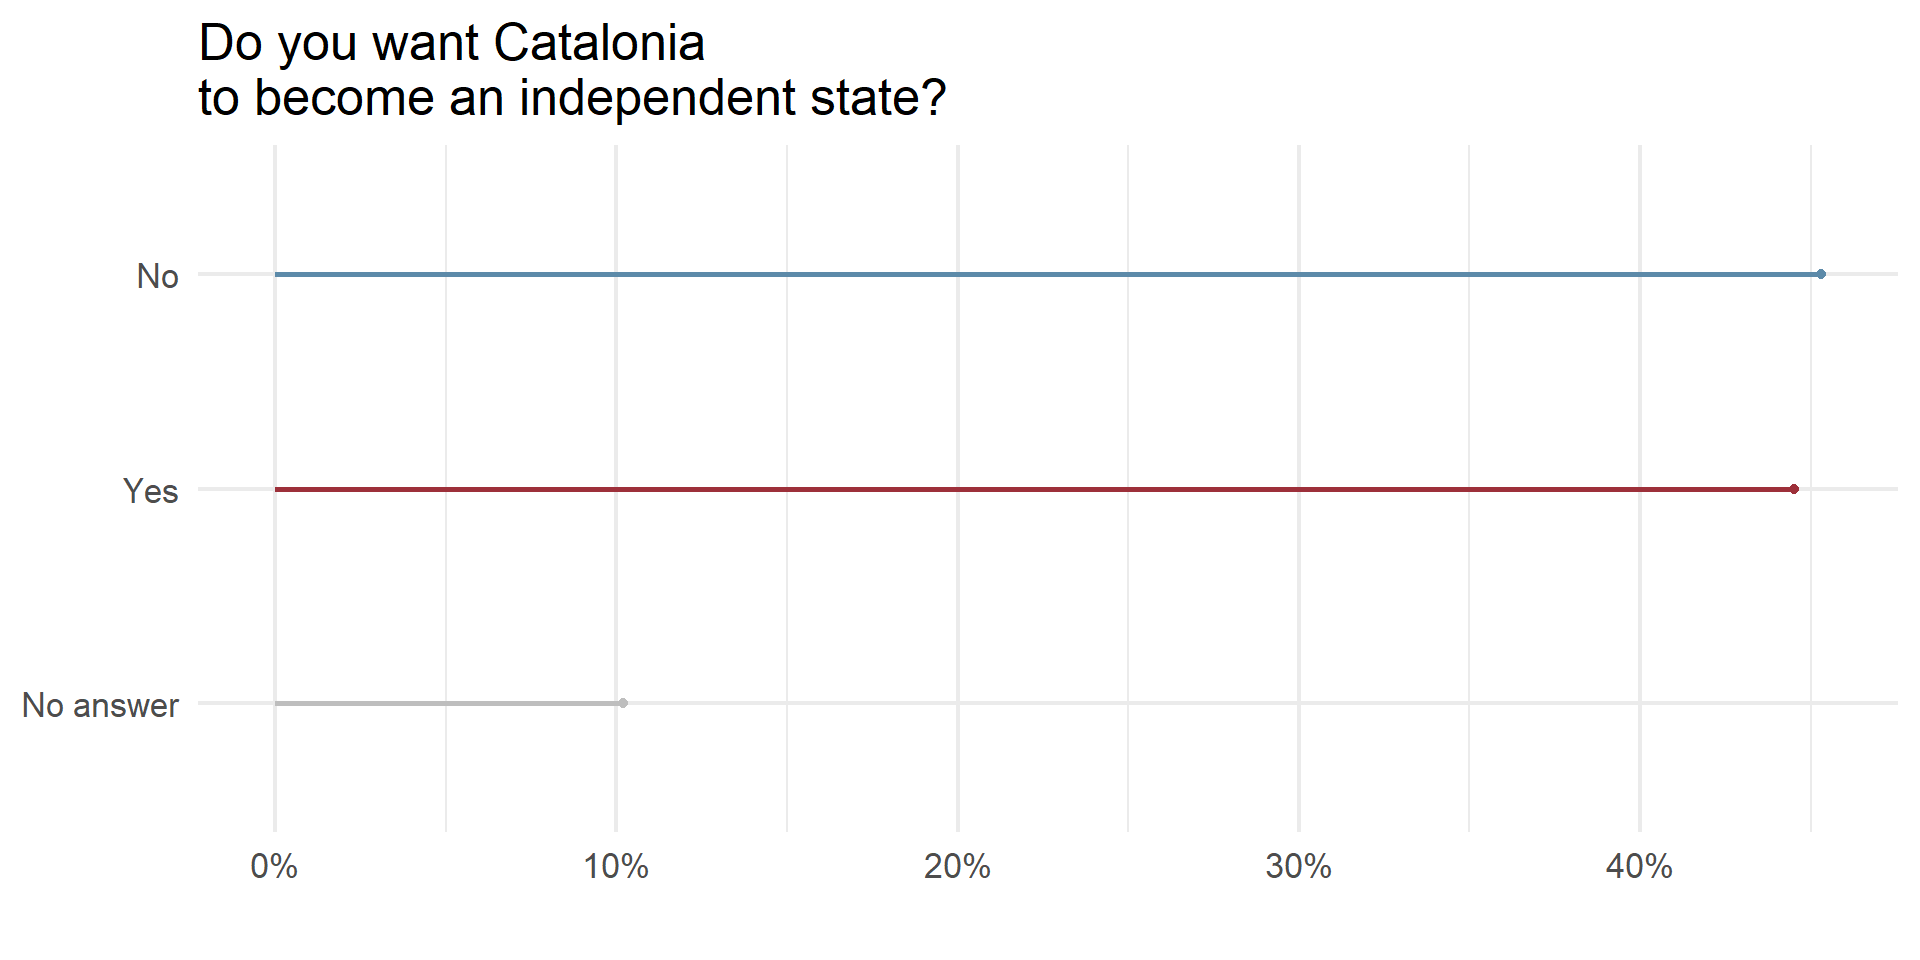 Do you want Catalonia
to become an independent state?
No
Yes
No answer
0% 10% 20% 30% 40%